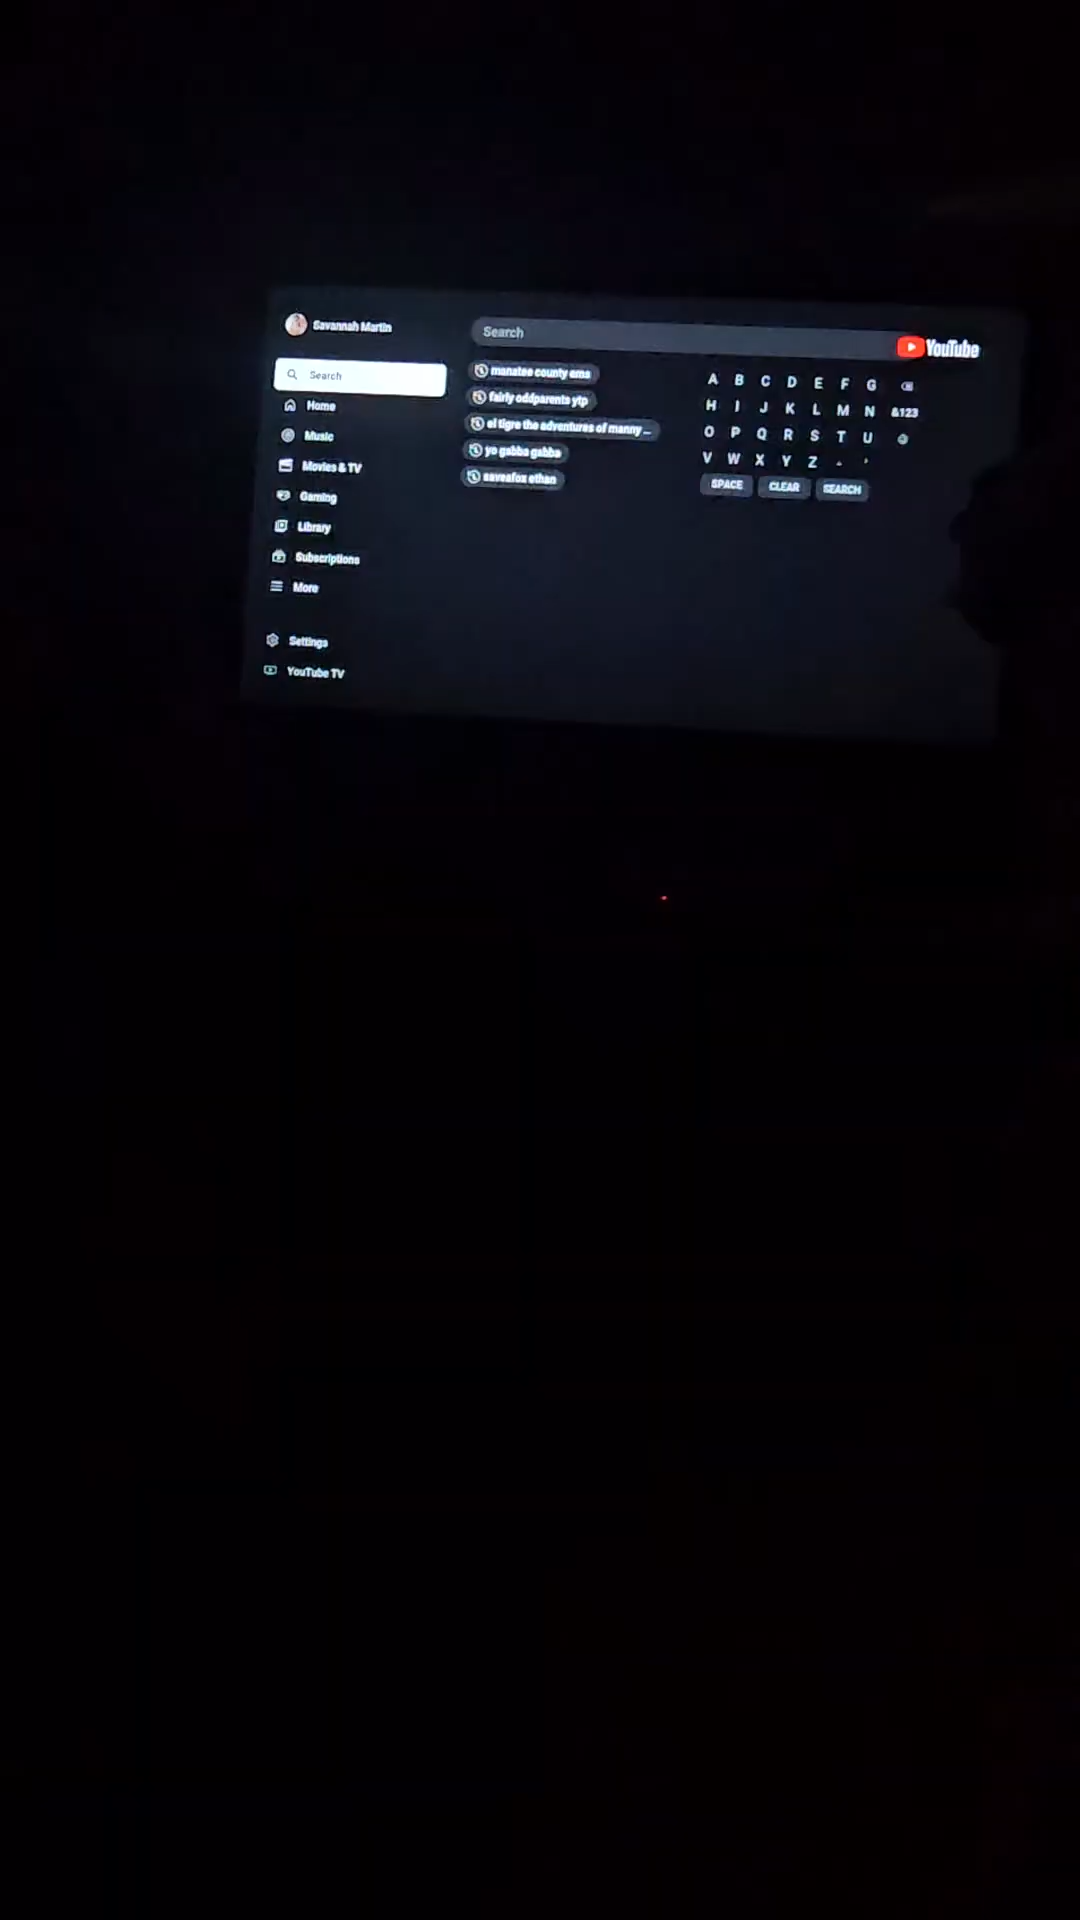 Savannah Martin
Search
YouTube
Search
Home
Music
Movies & TV
Gaming
Library
Subscriptions
More
Settings
YouTube TV
manatee county ems
fairly oddparents ytp
el tigre the adventures of manny ...
yo gabba gabba
saveafox ethan
A B C D E F G
H I J K L M N &123
O P Q R S T U
V W X Y Z - '
SPACE CLEAR SEARCH